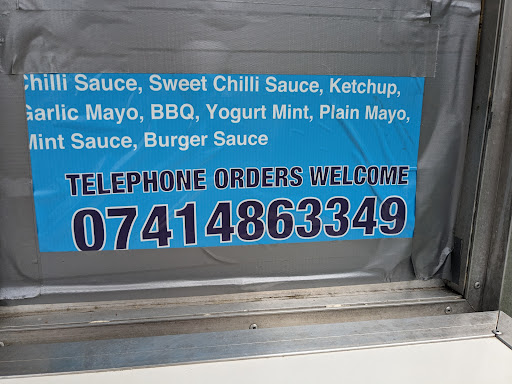 hilli Sauce, Sweet Chilli Sauce, Ketchup,
Garlic Mayo, BBQ, Yogurt Mint, Plain Mayo,
Mint Sauce, Burger Sauce
TELEPHONE ORDERS WELCOME
07414863349